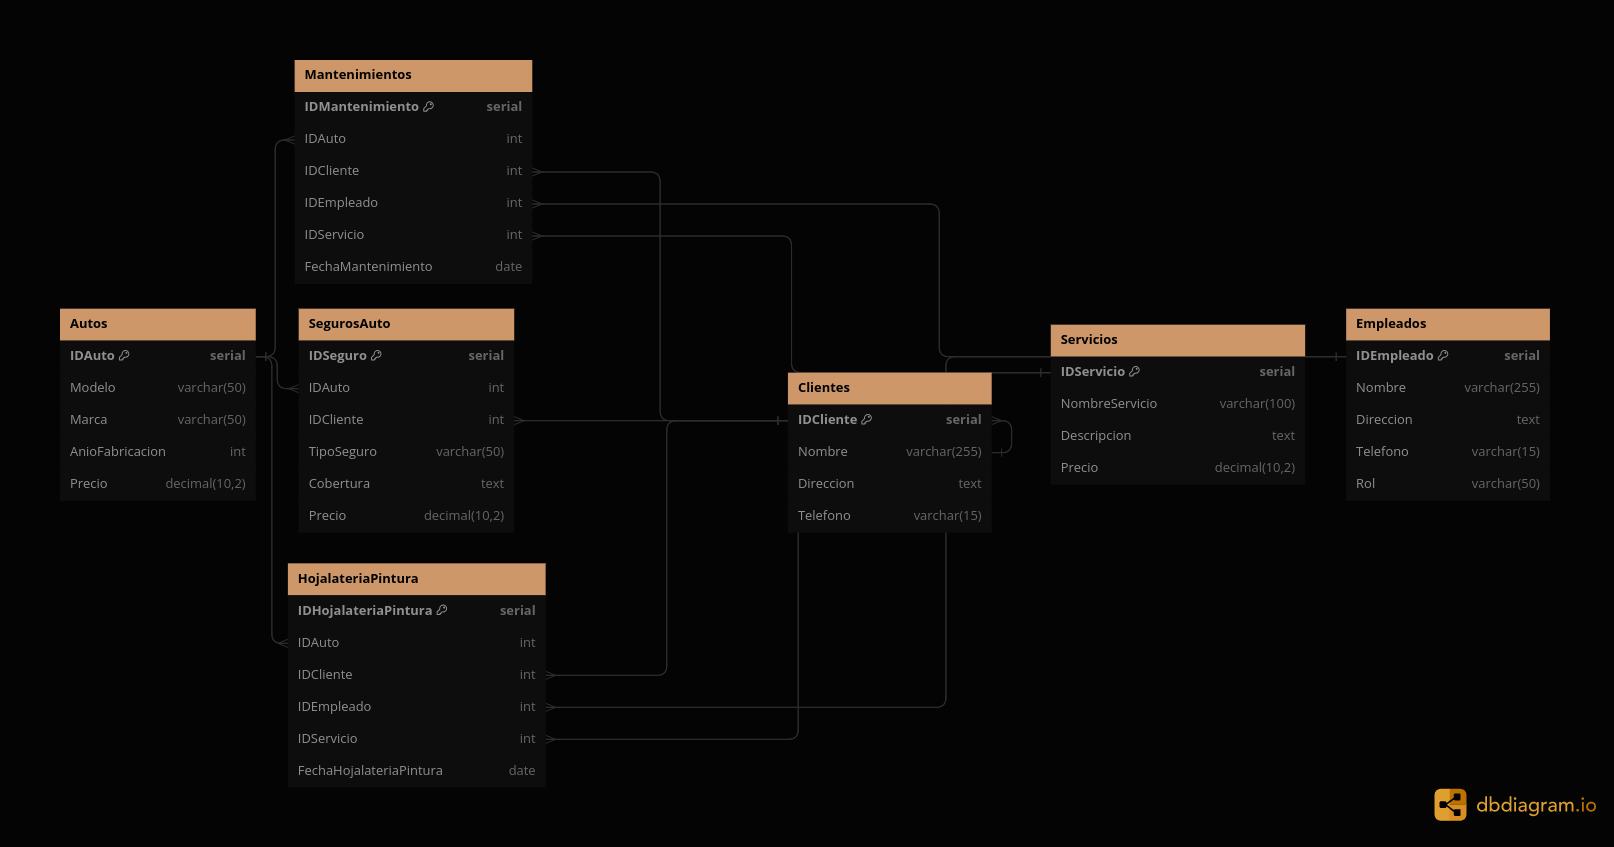 Mantenimientos
IDMantenimiento serial
IDAuto int
IDCliente int
IDEmpleado int
IDServicio int
FechaMantenimiento date
Autos
IDAuto serial
Modelo varchar(50)
Marca varchar(50)
AnioFabricacion int
Precio decimal(10,2)
SegurosAuto
IDSeguro serial
IDAuto int
IDCliente int
TipoSeguro varchar(50)
Cobertura text
Precio decimal(10,2)
Clientes
IDCliente serial
Nombre varchar(255)
Direccion text
Telefono varchar(15)
Servicios
IDServicio serial
NombreServicio varchar(100)
Descripcion text
Precio decimal(10,2)
Empleados
IDEmpleado serial
Nombre varchar(255)
Direccion text
Telefono varchar(15)
Rol varchar(50)
HojalateriaPintura
IDHojalateriaPintura serial
IDAuto int
IDCliente int
IDEmpleado int
IDServicio int
FechaHojalateriaPintura date
dbdiagram.io